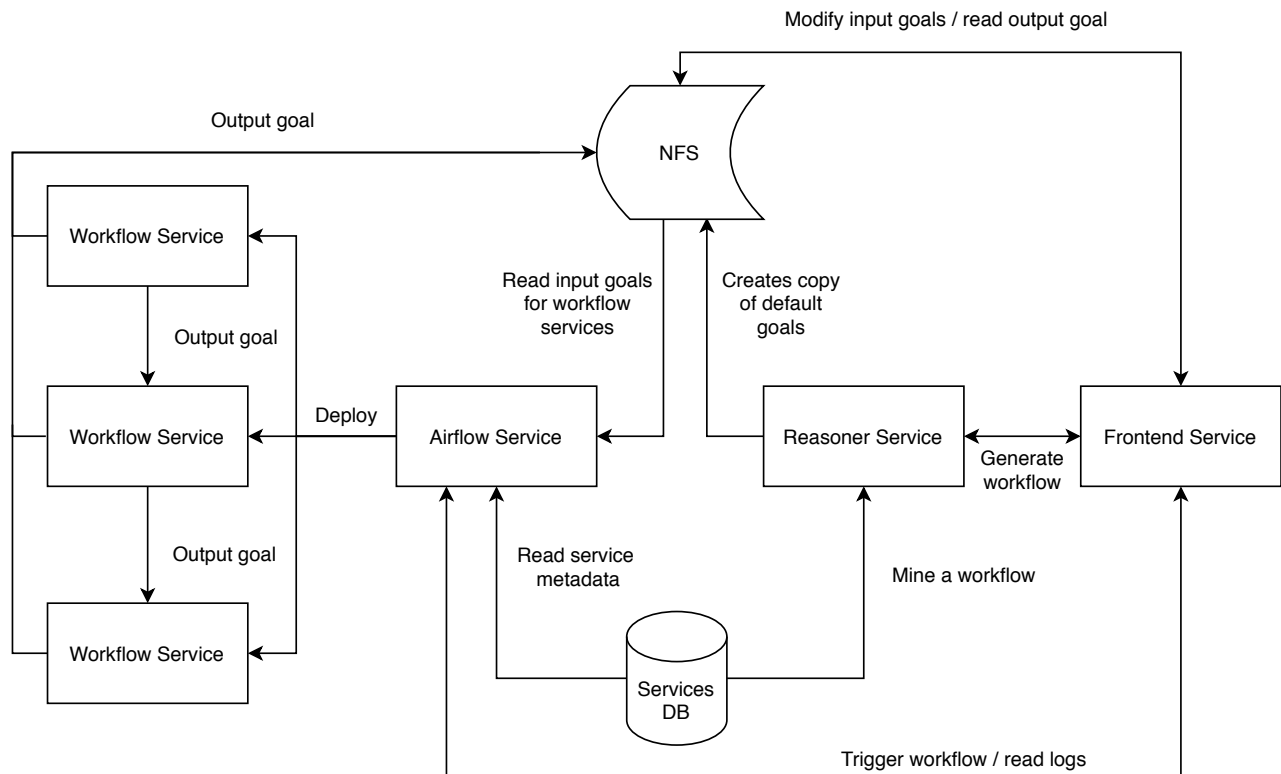 Modify input goals / read output goal
Output goal
NFS
Workflow Service
Read input goals
for workflow
services
Creates copy
of default
goals
Output goal
Deploy
Workflow Service
Airflow Service
Reasoner Service
Frontend Service
Generate
workflow
Output goal
Read service
metadata
Mine a workflow
Workflow Service
Services
DB
Trigger workflow / read logs